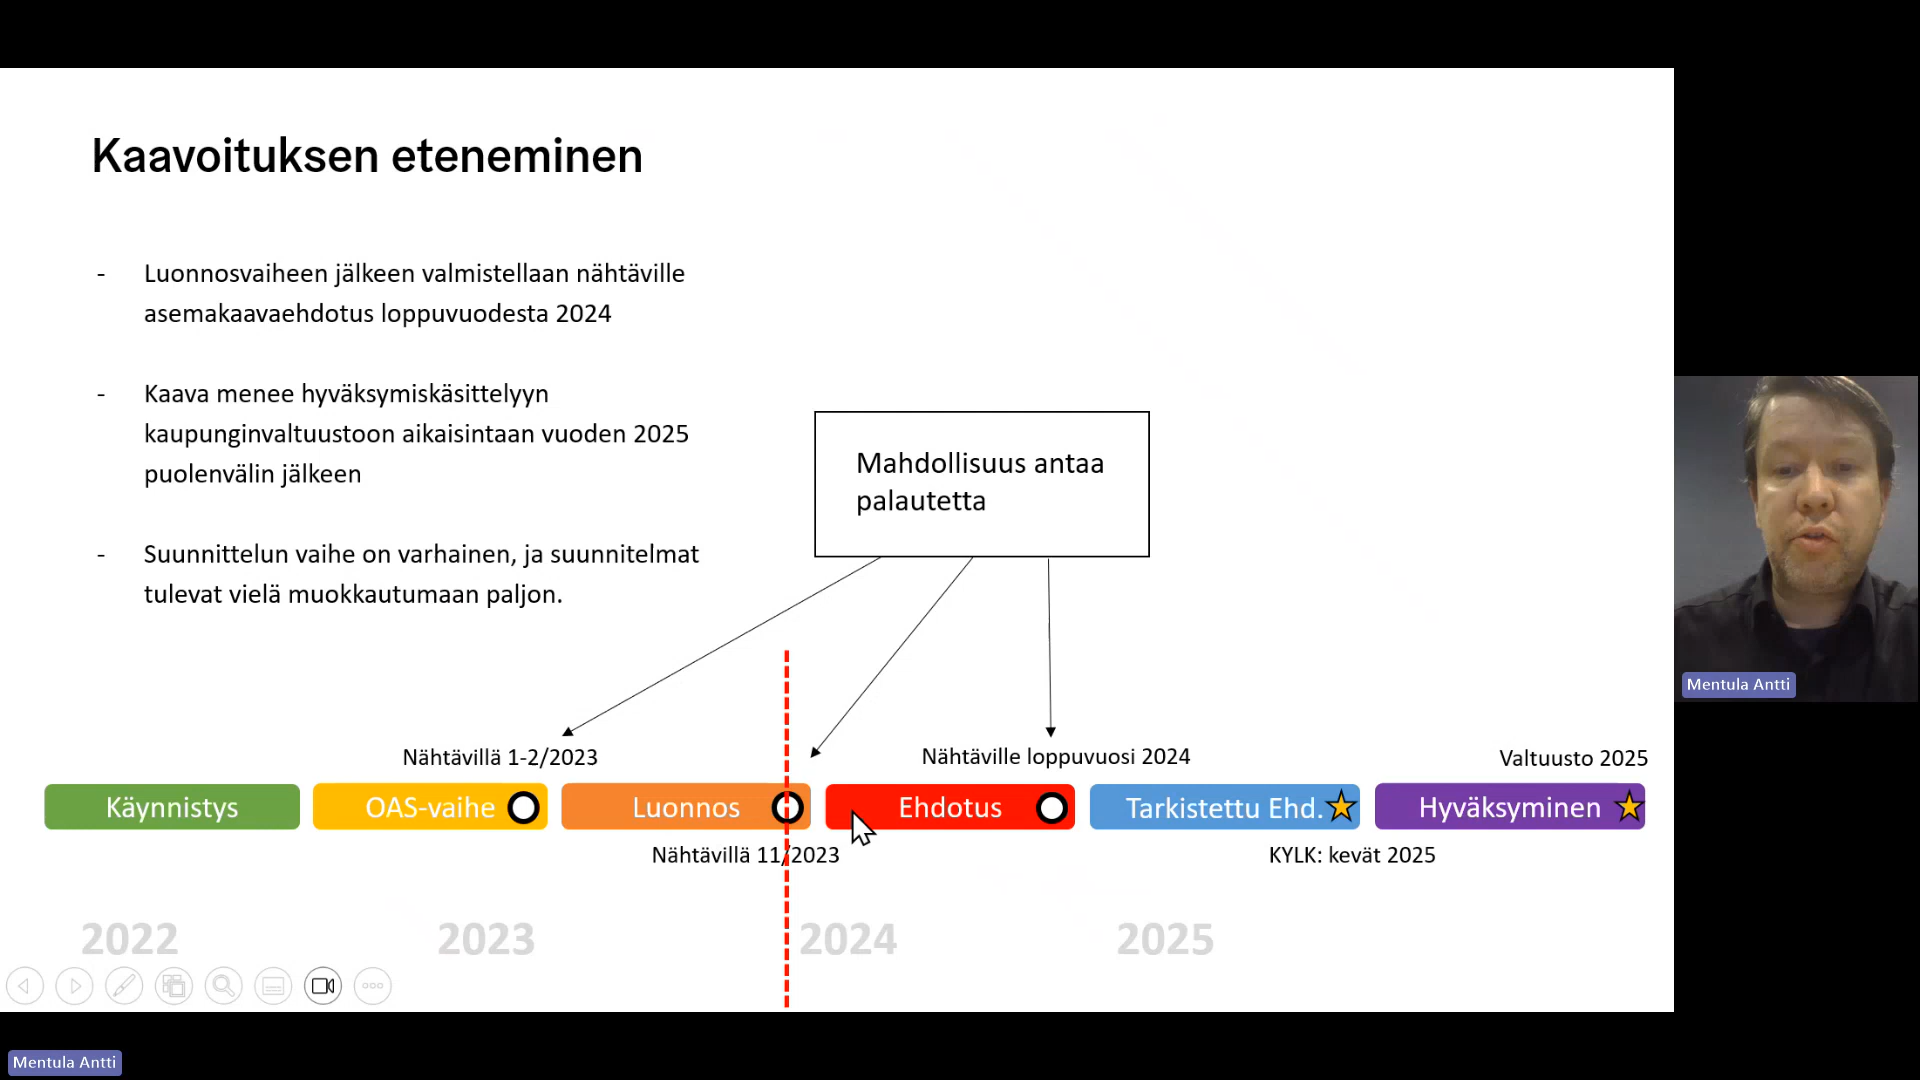 Kaavoituksen eteneminen
- Luonnosvaiheen jälkeen valmistellaan nähtäville
asemakaavaehdotus loppuvuodesta 2024
- Kaava menee hyväksymiskäsittelyyn
kaupunginvaltuustoon aikaisintaan vuoden 2025
puolenvälin jälkeen
- Suunnittelun vaihe on varhainen, ja suunnitelmat
tulevat vielä muokkautumaan paljon.
Mahdollisuus antaa
palautetta
Mentula Antti
Nähtävillä 1-2/2023
Nähtäville loppuvuosi 2024
Valtuusto 2025
Käynnistys
OAS-vaihe
Luonnos
Ehdotus
Tarkistettu Ehd.
Hyväksyminen
Nähtävillä 11/2023
KYLK: kevät 2025
2022
2023
2024
2025
Mentula Antti